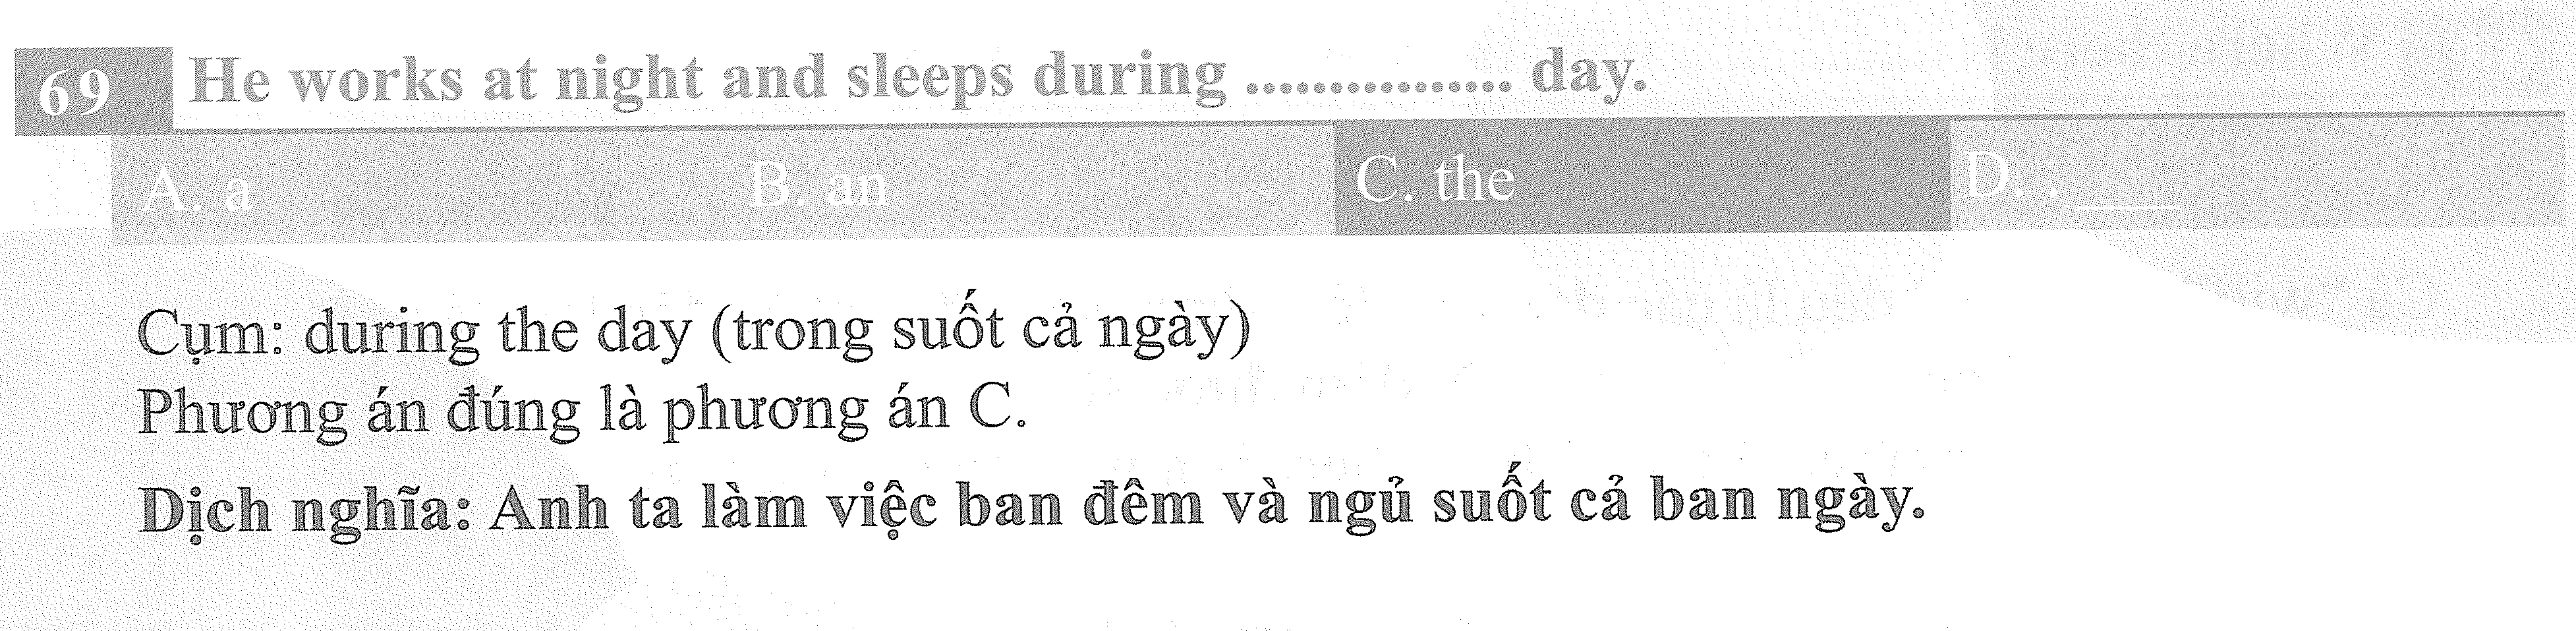 69 He works at night and sleeps during ............... day.
A. a B. an C. the D. . ___
Cụm: during the day (trong suốt cả ngày)
Phương án đúng là phương án C.
Dịch nghĩa: Anh ta làm việc ban đêm và ngủ suốt cả ban ngày.